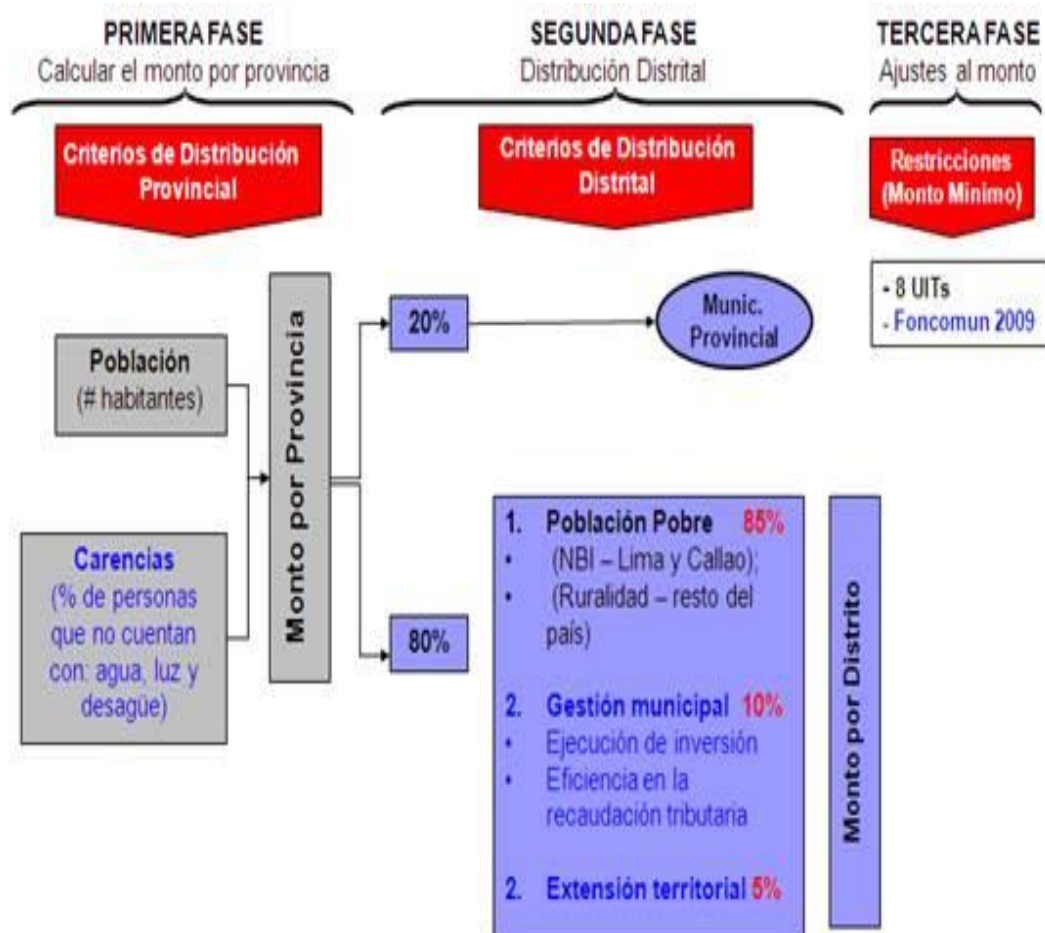 PRIMERA FASE
Calcular el monto por provincia
SEGUNDA FASE
Distribución Distrital
TERCERA FASE
Ajustes al monto
Criterios de Distribución
Provincial
Criterios de Distribución
Distrital
Restricciones
(Monto Minimo)
Población
(# habitantes)
Carencias
(% de personas
que no cuentan
con: agua, luz y
desagüe)
Monto por Provincia
20%
Munic.
Provincial
80%
1. Población Pobre 85%
• (NBI – Lima y Callao);
• (Ruralidad – resto del
país)
2. Gestión municipal 10%
• Ejecución de inversión
• Eficiencia en la
recaudación tributaria
2. Extensión territorial 5%
Monto por Distrito
- 8 UITs
- Foncomun 2009